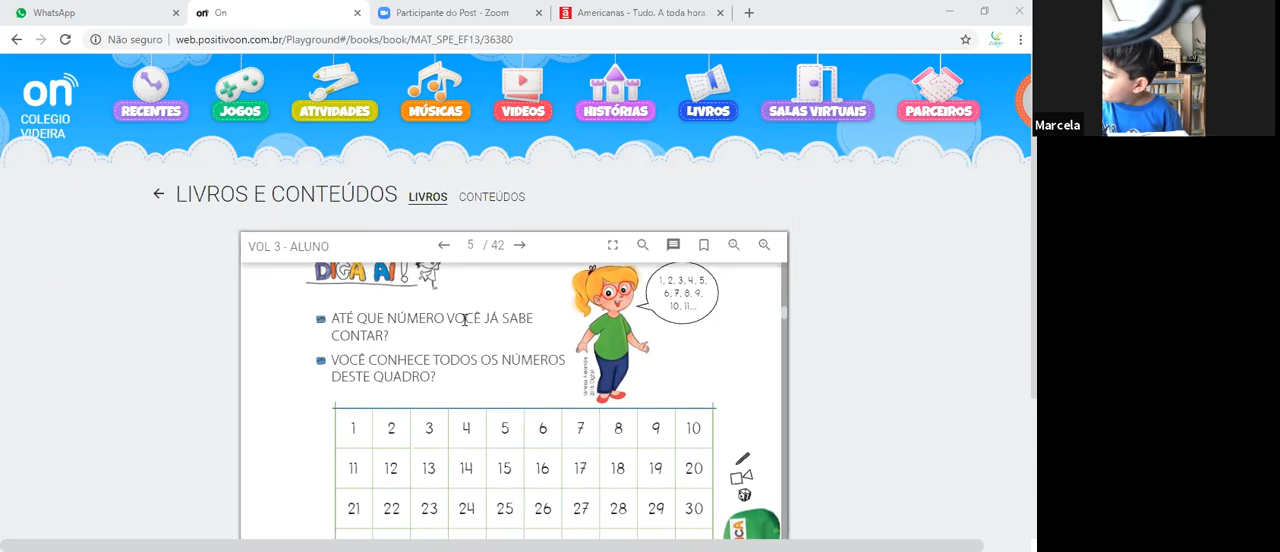 WhatsApp
On
Participante do Post - Zoom
Americanas - Tudo. A toda hora.
Não seguro
web.positivoon.com.br/Playground#/books/book/MAT_SPE_EF13/36380
on
COLEGIO
VIDEIRA
RECENTES
JOGOS
ATIVIDADES
MÚSICAS
VIDEOS
HISTÓRIAS
LIVROS
SALAS VIRTUAIS
PARCEIROS
Marcela
LIVROS E CONTEÚDOS LIVROS CONTEÚDOS
VOL 3 - ALUNO
5 / 42
DIGA AÍ!
1, 2, 3, 4, 5,
6, 7, 8, 9,
10, 11...
ATÉ QUE NÚMERO VOCÊ JÁ SABE
CONTAR?
VOCÊ CONHECE TODOS OS NÚMEROS
DESTE QUADRO?
1 2 3 4 5 6 7 8 9 10
11 12 13 14 15 16 17 18 19 20
21 22 23 24 25 26 27 28 29 30